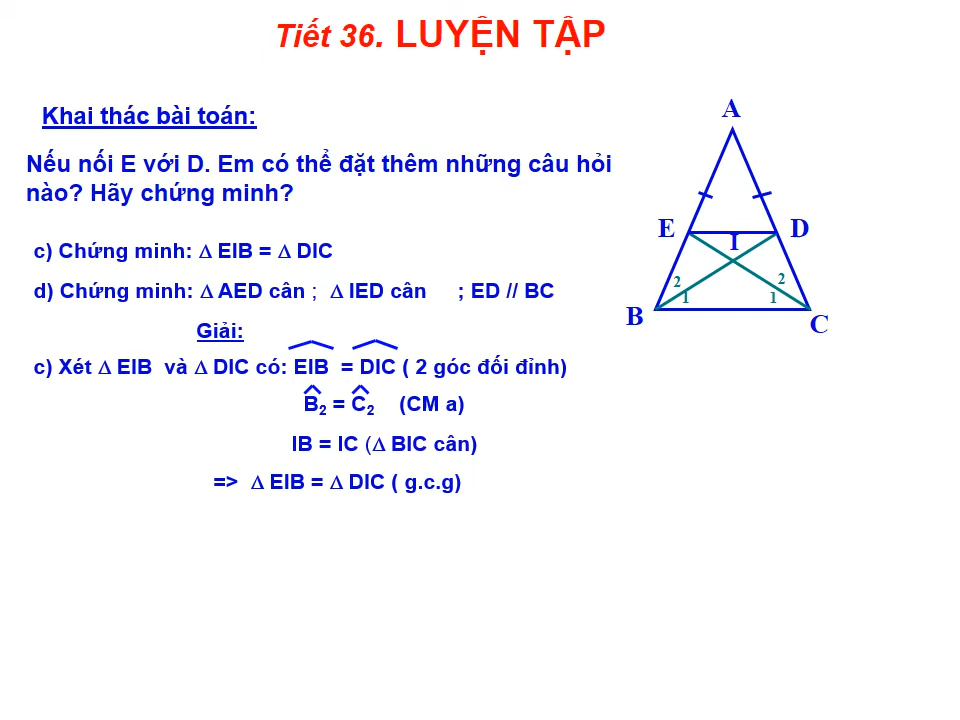 Tiết 36. LUYỆN TẬP
Khai thác bài toán:
Nếu nối E với D. Em có thể đặt thêm những câu hỏi
nào? Hãy chứng minh?
c) Chứng minh: ∆ EIB = ∆ DIC
d) Chứng minh: ∆ AED cân ; ∆ IED cân ; ED // BC
Giải:
c) Xét ∆ EIB và ∆ DIC có: EIB = DIC ( 2 góc đối đỉnh)
B2 = C2 (CM a)
IB = IC (∆ BIC cân)
=> ∆ EIB = ∆ DIC ( g.c.g)
A
E D
I
2 2
1 1
B C